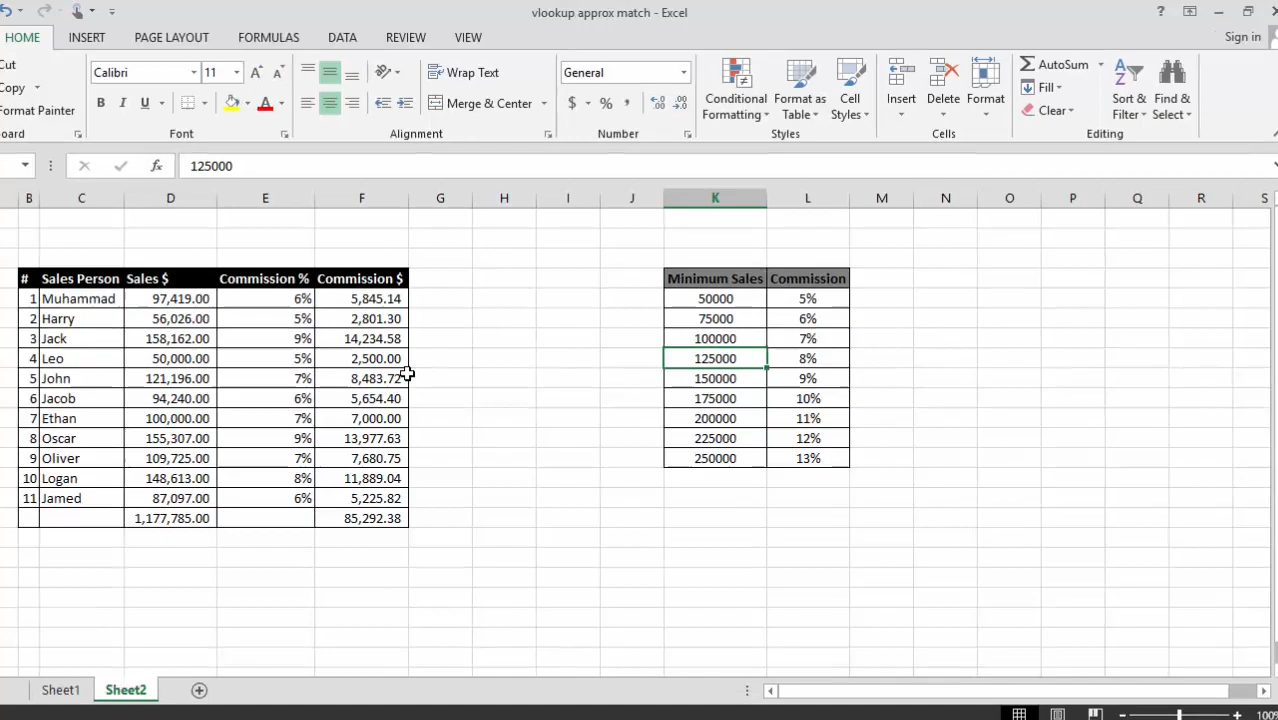 vlookup approx match - Excel
?
HOME INSERT PAGE LAYOUT FORMULAS DATA REVIEW VIEW Sign in
Cut
Copy
Format Painter
Calibri 11 A A
B I U A
Wrap Text
Merge & Center
General
$ % ,
Conditional Formatting
Format as Table
Cell Styles
Insert Delete Format
AutoSum
Fill
Clear
Sort & Filter
Find & Select
oard Font Alignment Number Styles Cells Editing
fx 125000
B C D E F G H I J K L M N O P Q R S
# Sales Person Sales $ Commission % Commission $
1 Muhammad 97,419.00 6% 5,845.14
2 Harry 56,026.00 5% 2,801.30
3 Jack 158,162.00 9% 14,234.58
4 Leo 50,000.00 5% 2,500.00
5 John 121,196.00 7% 8,483.72
6 Jacob 94,240.00 6% 5,654.40
7 Ethan 100,000.00 7% 7,000.00
8 Oscar 155,307.00 9% 13,977.63
9 Oliver 109,725.00 7% 7,680.75
10 Logan 148,613.00 8% 11,889.04
11 Jamed 87,097.00 6% 5,225.82
1,177,785.00 85,292.38
Minimum Sales Commission
50000 5%
75000 6%
100000 7%
125000 8%
150000 9%
175000 10%
200000 11%
225000 12%
250000 13%
Sheet1 Sheet2
100%